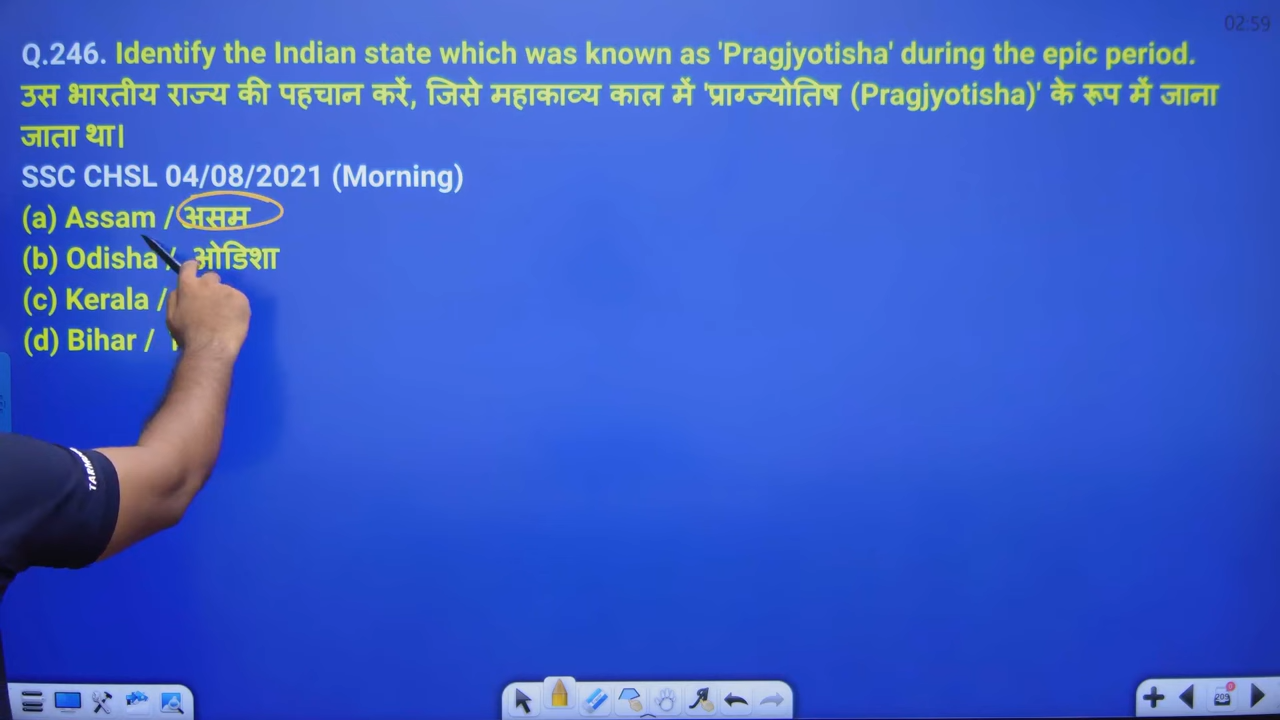 02:59
Q.246. Identify the Indian state which was known as 'Pragjyotisha' during the epic period.
उस भारतीय राज्य की पहचान करें, जिसे महाकाव्य काल में 'प्राग्ज्योतिष (Pragjyotisha)' के रूप में जाना
जाता था।
SSC CHSL 04/08/2021 (Morning)
(a) Assam / असम
(b) Odisha / ओडिशा
(c) Kerala /
(d) Bihar /
205